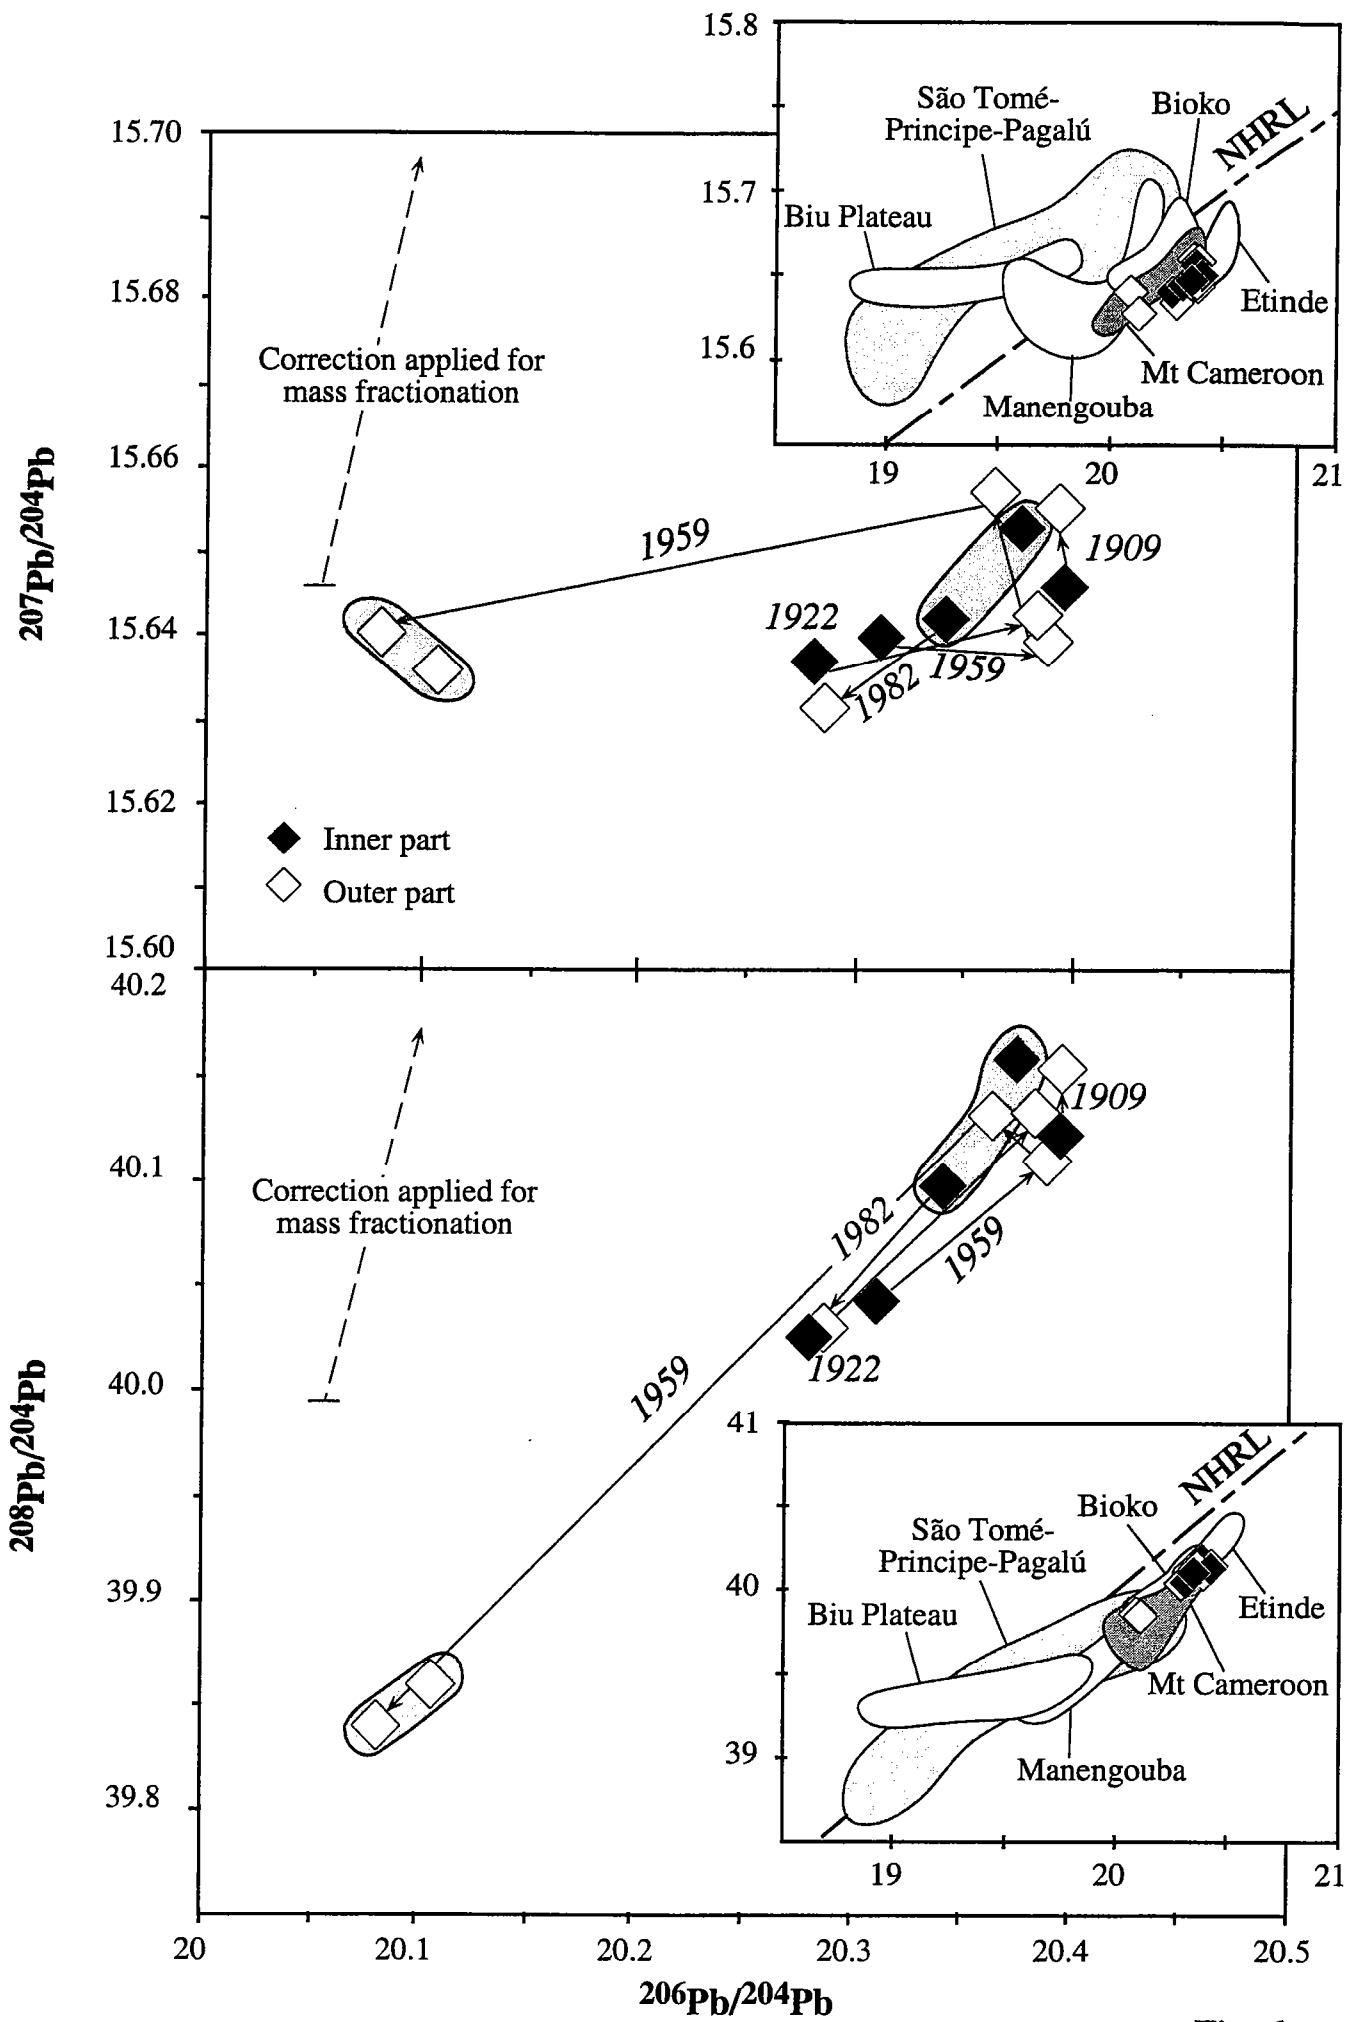 15.8
São Tomé-
Principe-Pagalú
Bioko
NHRL
15.70
15.7
Biu Plateau
Etinde
15.68
15.6
Mt Cameroon
Manengouba
Correction applied for
mass fractionation
19
20
21
15.66
207Pb/204Pb
1959
1909
1922
15.64
1959
1982
15.62
Inner part
Outer part
15.60
40.2
1909
40.1
Correction applied for
mass fractionation
1982
1959
1922
1959
40.0
208Pb/204Pb
41
NHRL
Bioko
São Tomé-
Principe-Pagalú
40
Biu Plateau
Etinde
39.9
Mt Cameroon
39
Manengouba
39.8
19
20
21
20
20.1
20.2
20.3
20.4
20.5
206Pb/204Pb